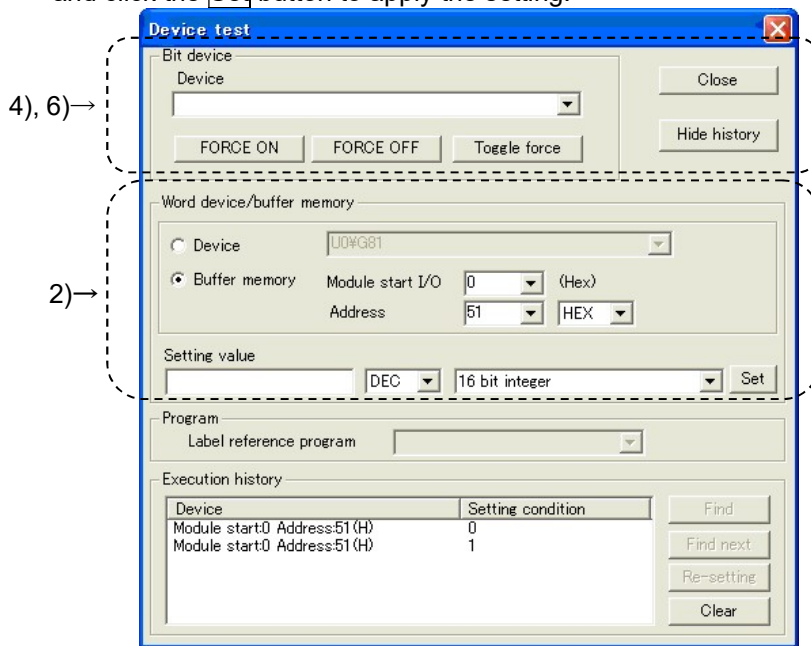 and click the Set button to apply the setting.
Device test
Bit device
Device
Close
4), 6)→
FORCE ON FORCE OFF Toggle force
Hide history
Word device/buffer memory
Device U0¥G81
2)→
Buffer memory Module start I/O 0 (Hex)
Address 51 HEX
Setting value
DEC 16 bit integer Set
Program
Label reference program
Execution history
Device Setting condition
Module start:0 Address:51(H) 0
Module start:0 Address:51(H) 1
Find
Find next
Re-setting
Clear